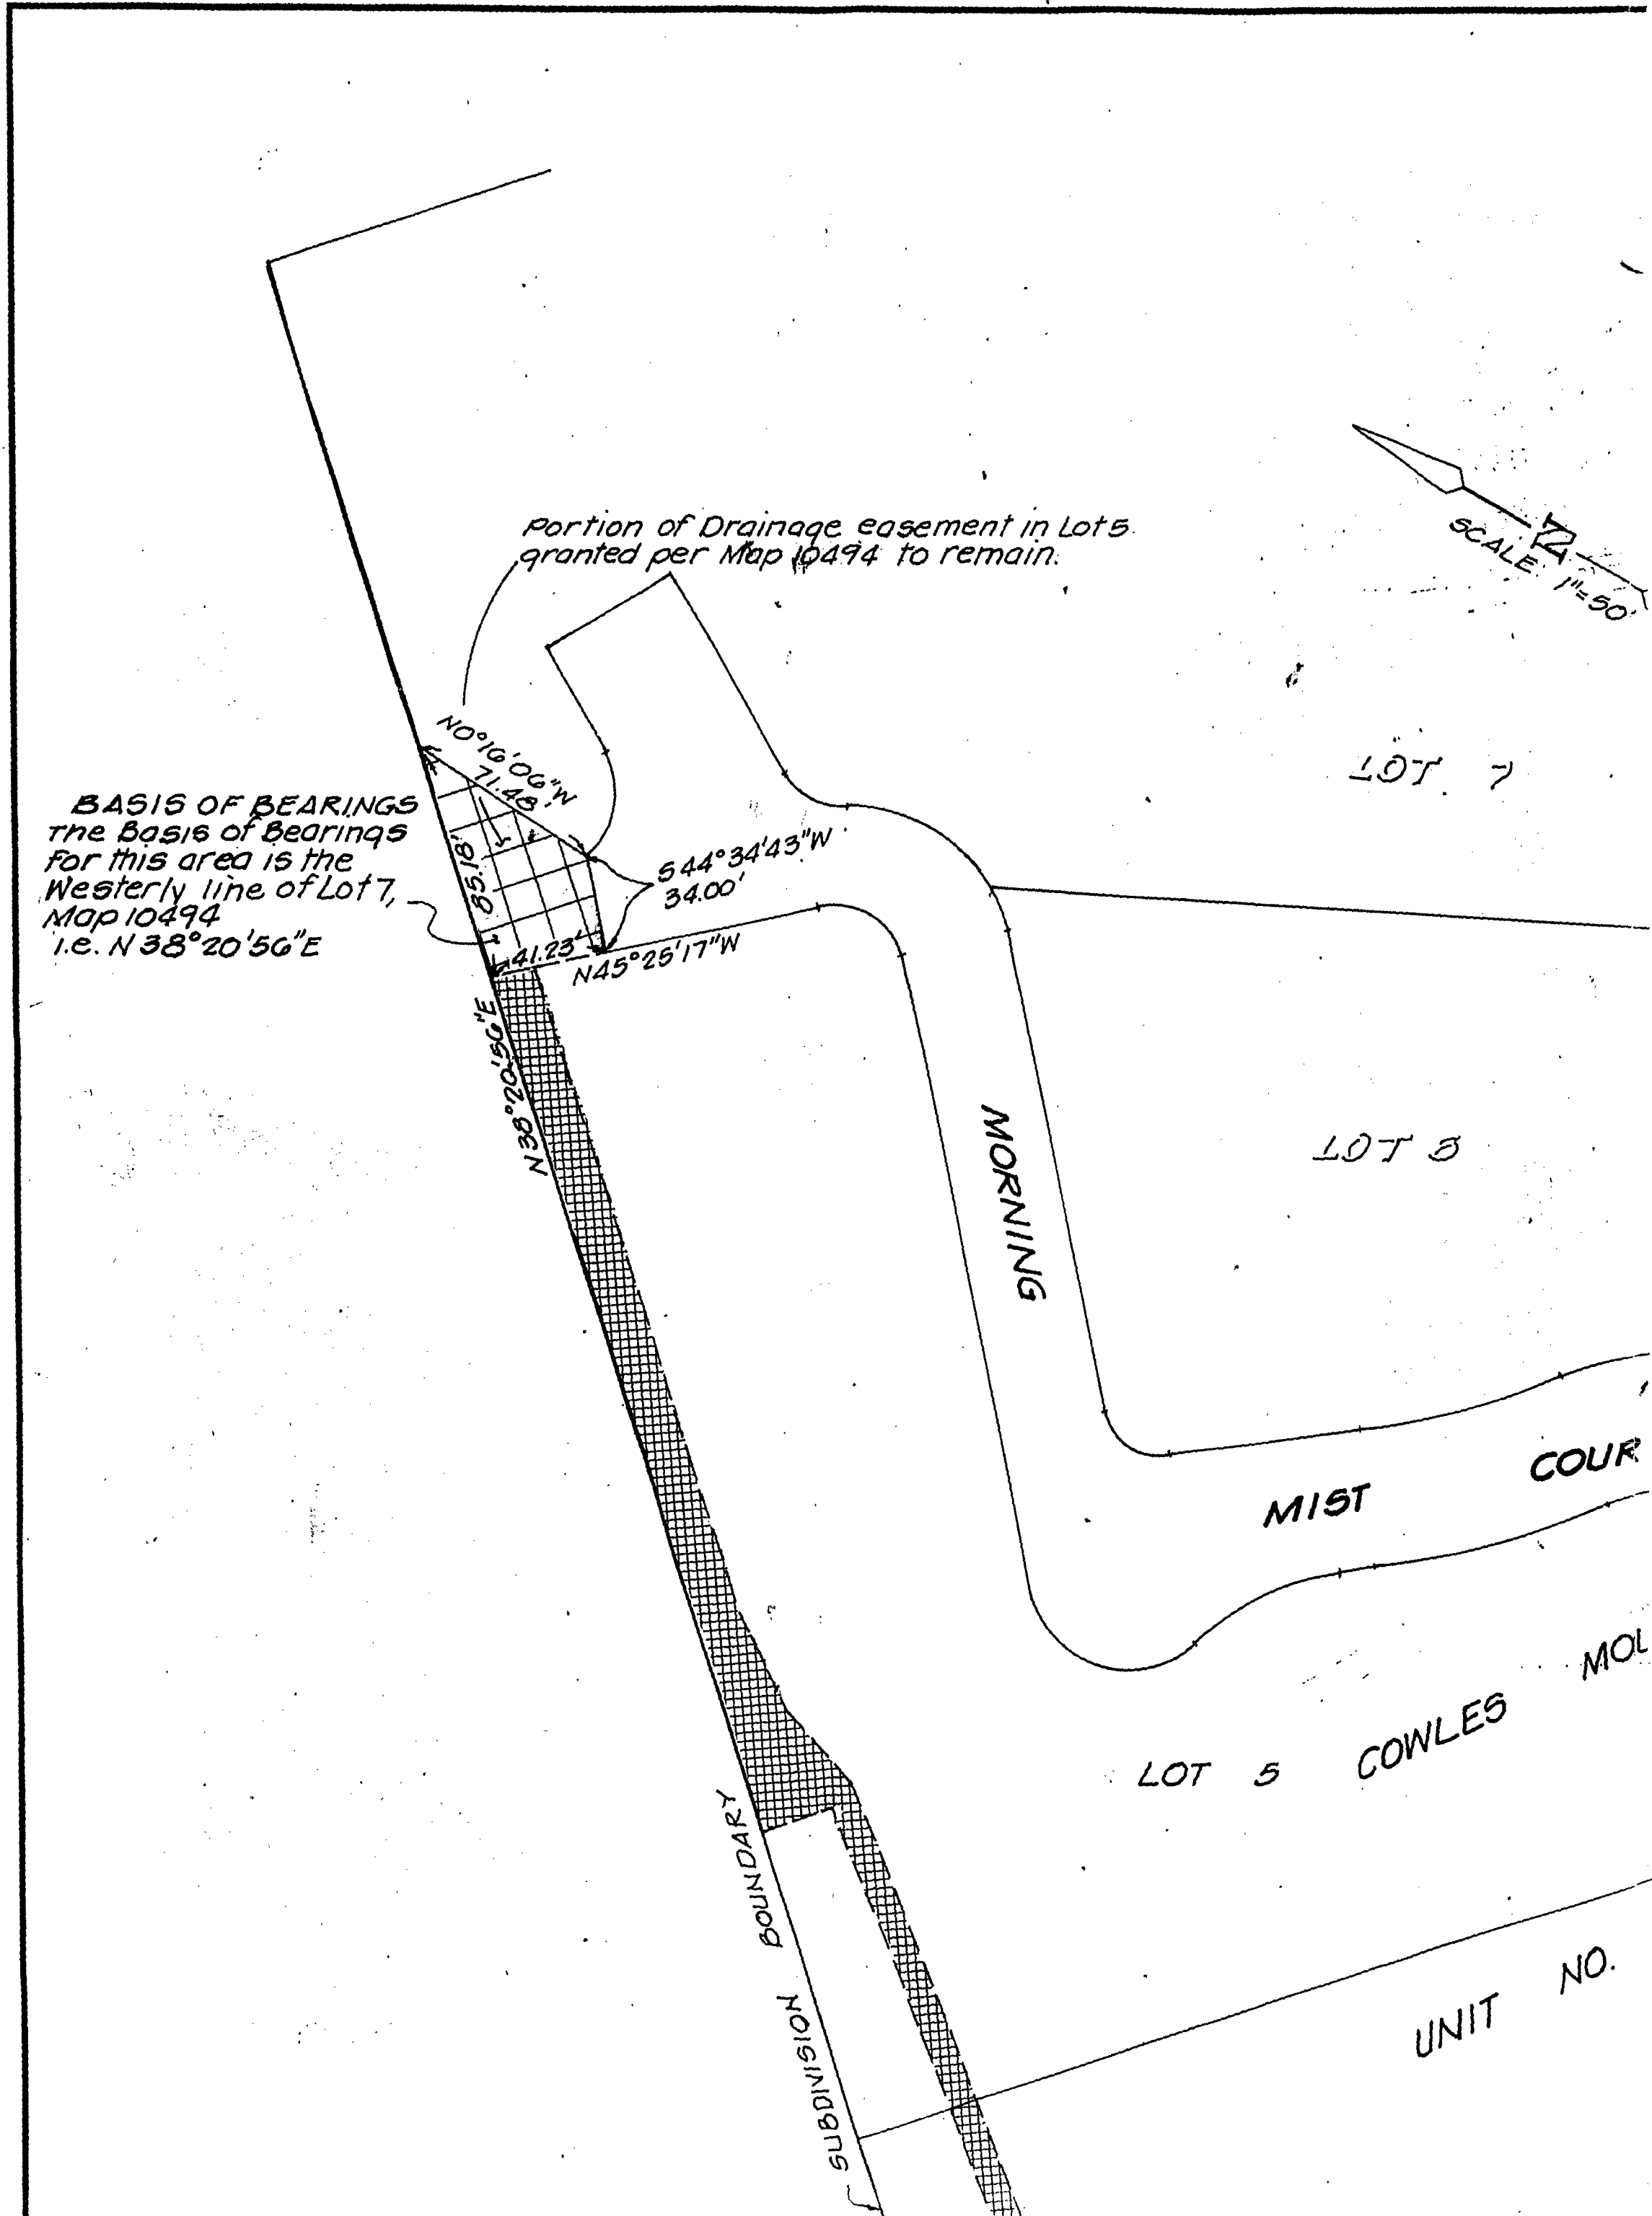 Portion of Drainage easement in Lot 5
granted per Map 10494 to remain.
SCALE: 1"=50'
N
N0°16'06"W
71.48'
LOT 7
BASIS OF BEARINGS
The Basis of Bearings
for this area is the
Westerly line of Lot 7,
Map 10494
i.e. N 38°20'56"E
85.18'
S44°34'43"W
34.00'
41.23'
N45°25'17"W
N38°20'56"E
MORNING
MIST COUR
LOT 5 COWLES MOU
SUBDIVISION BOUNDARY
UNIT NO.